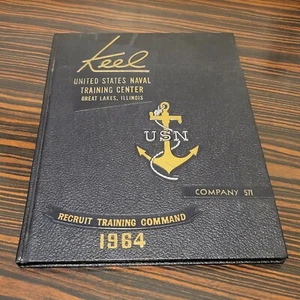 Keel
UNITED STATES NAVAL
TRAINING CENTER
GREAT LAKES, ILLINOIS
USN
COMPANY 571
RECRUIT TRAINING COMMAND
1964